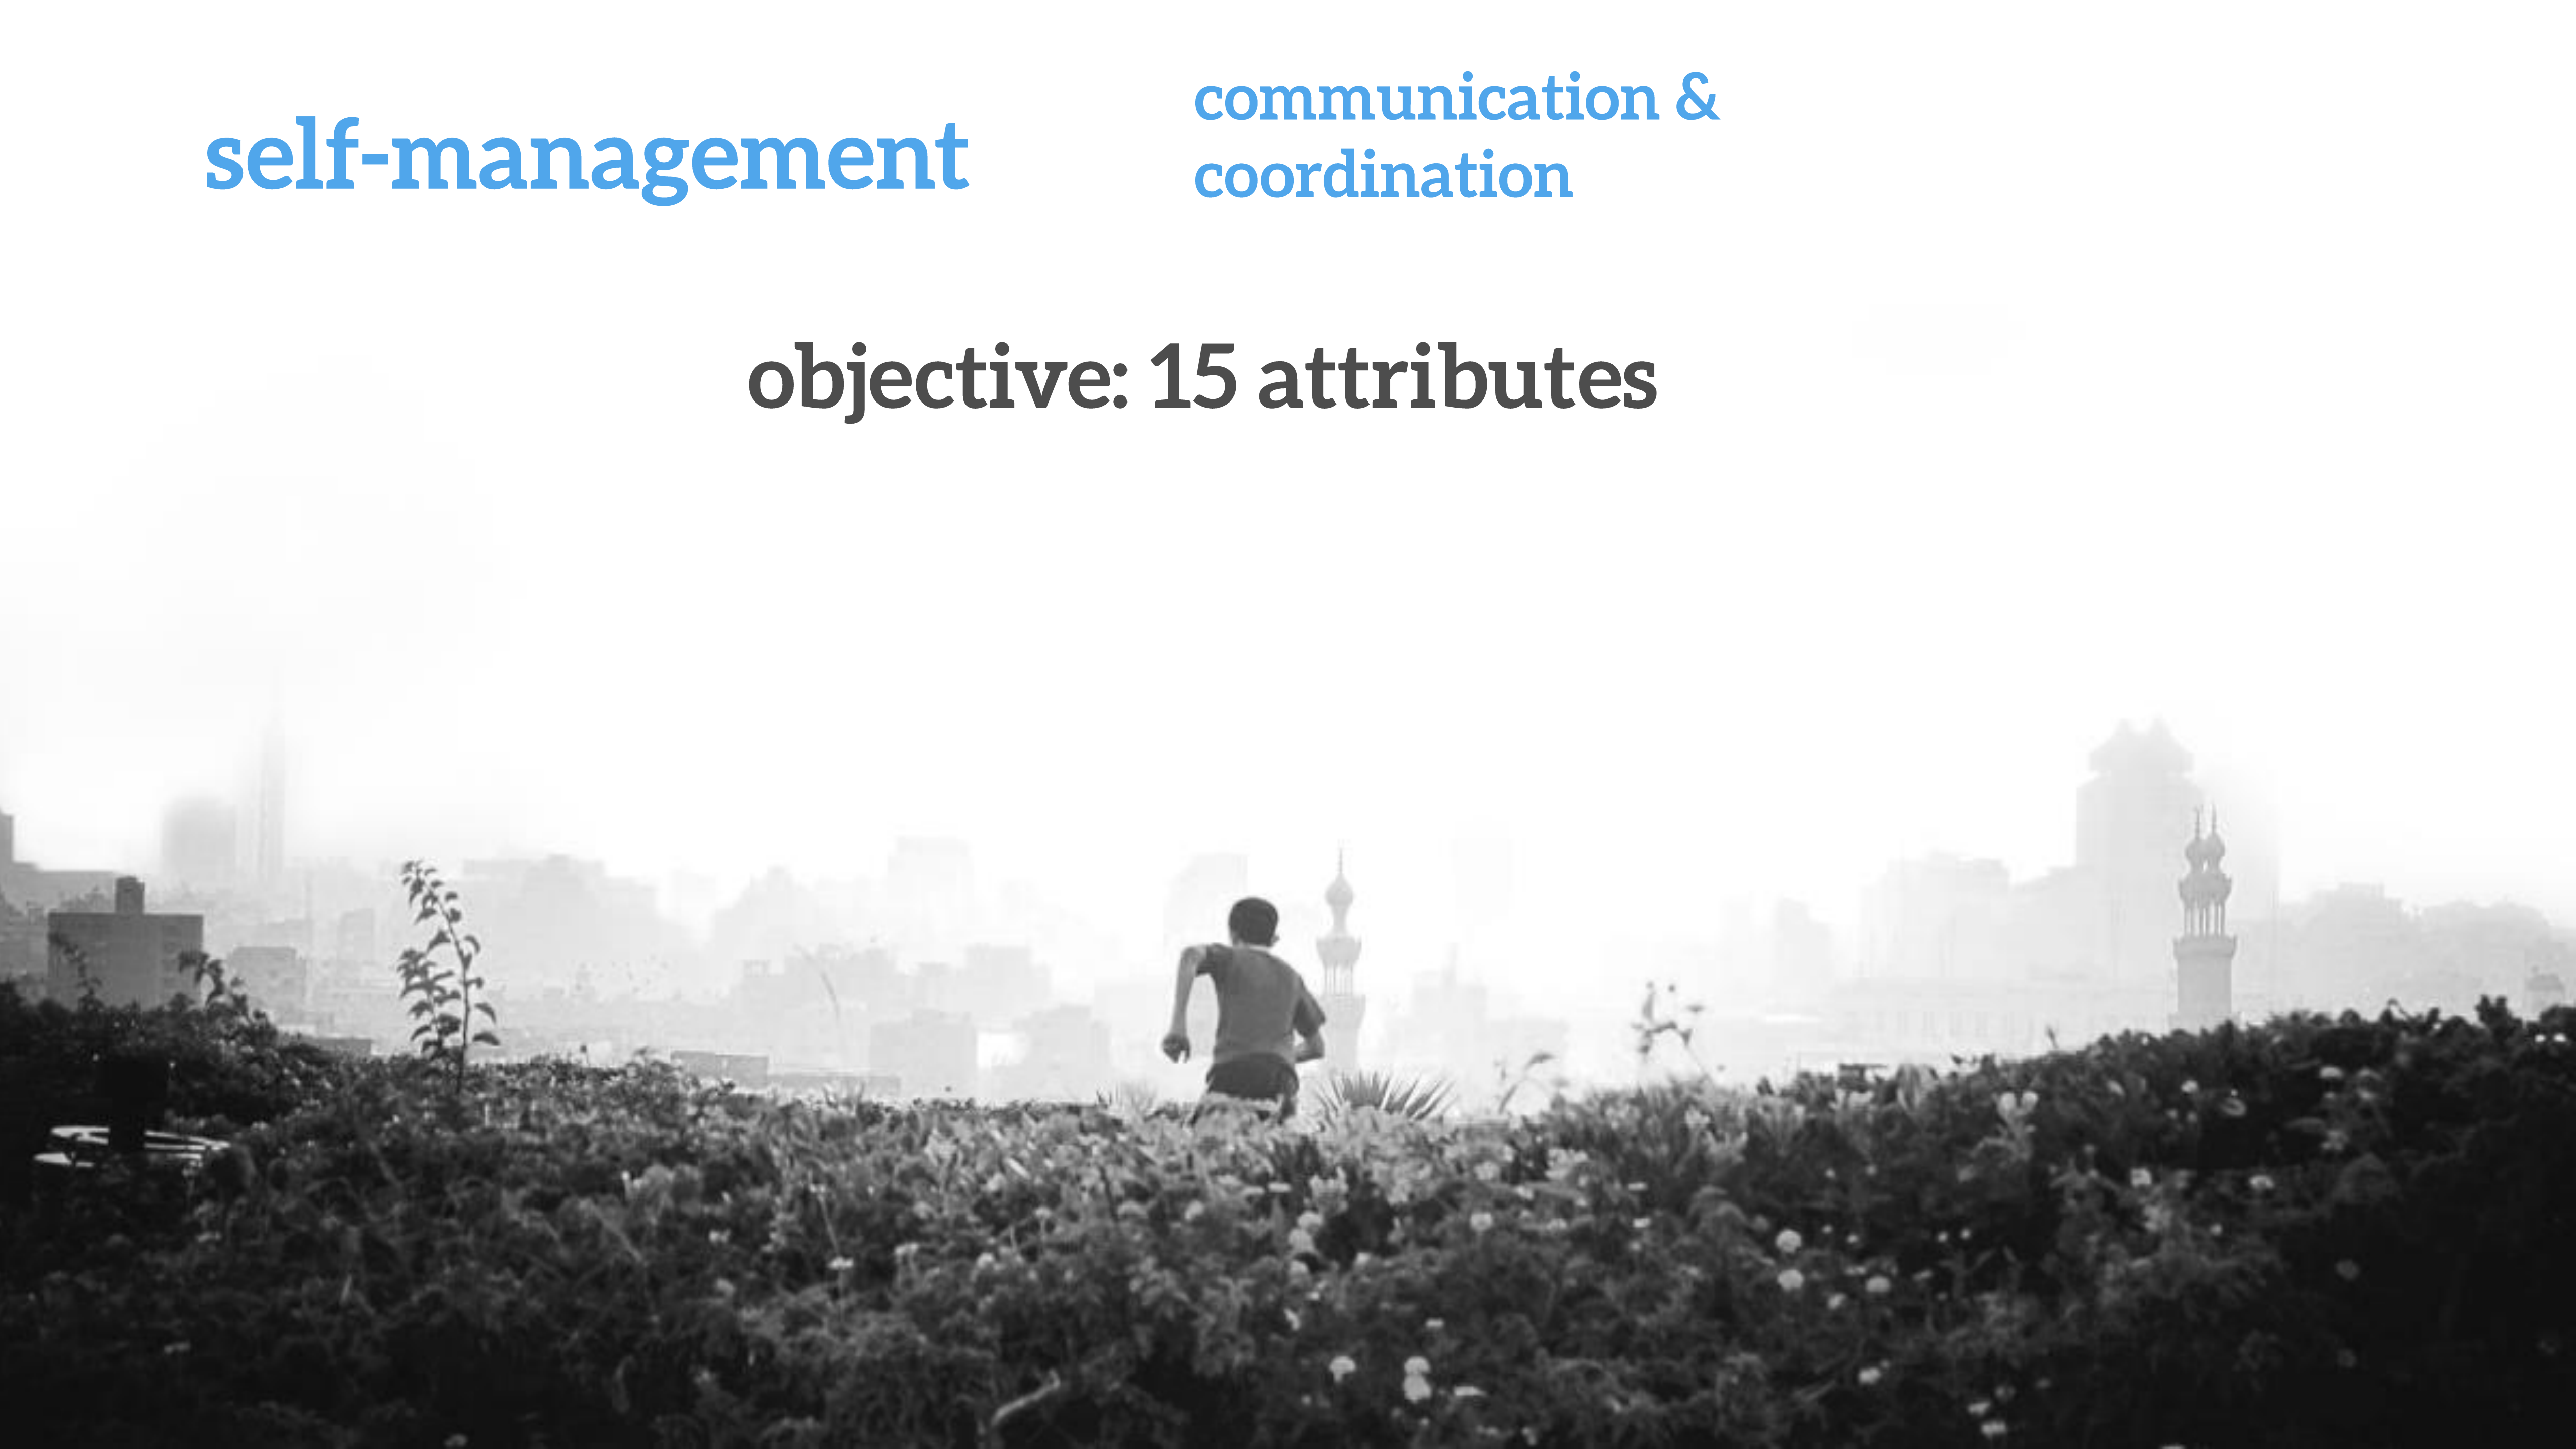 self-management
communication &
coordination
objective: 15 attributes